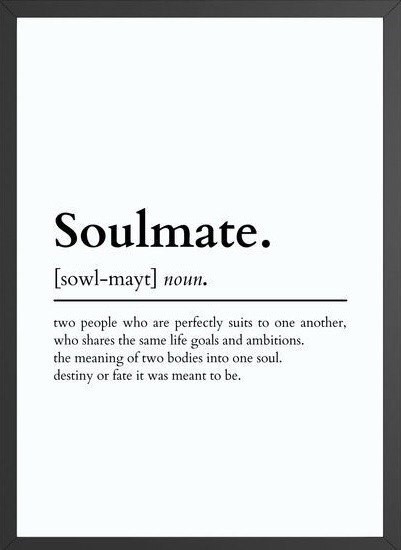 Soulmate.
[sowl-mayt] noun.
two people who are perfectly suits to one another,
who shares the same life goals and ambitions.
the meaning of two bodies into one soul.
destiny or fate it was meant to be.